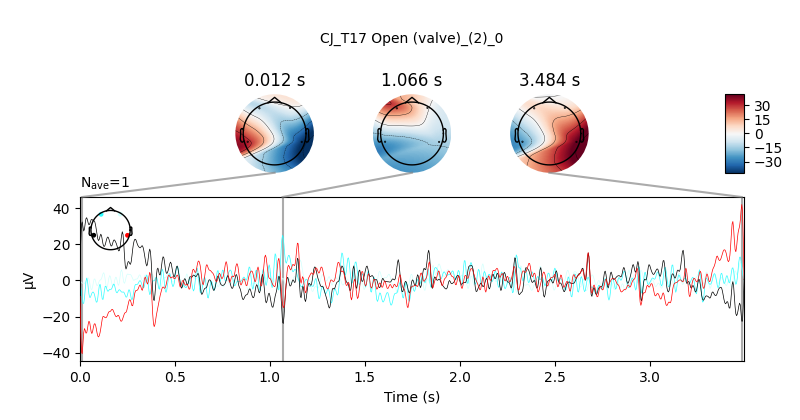 CJ_T17 Open (valve)_(2)_0
0.012 s 1.066 s 3.484 s
30
15
0
−15
−30
Nave=1
40
20
0
−20
−40
µV
0.0 0.5 1.0 1.5 2.0 2.5 3.0
Time (s)